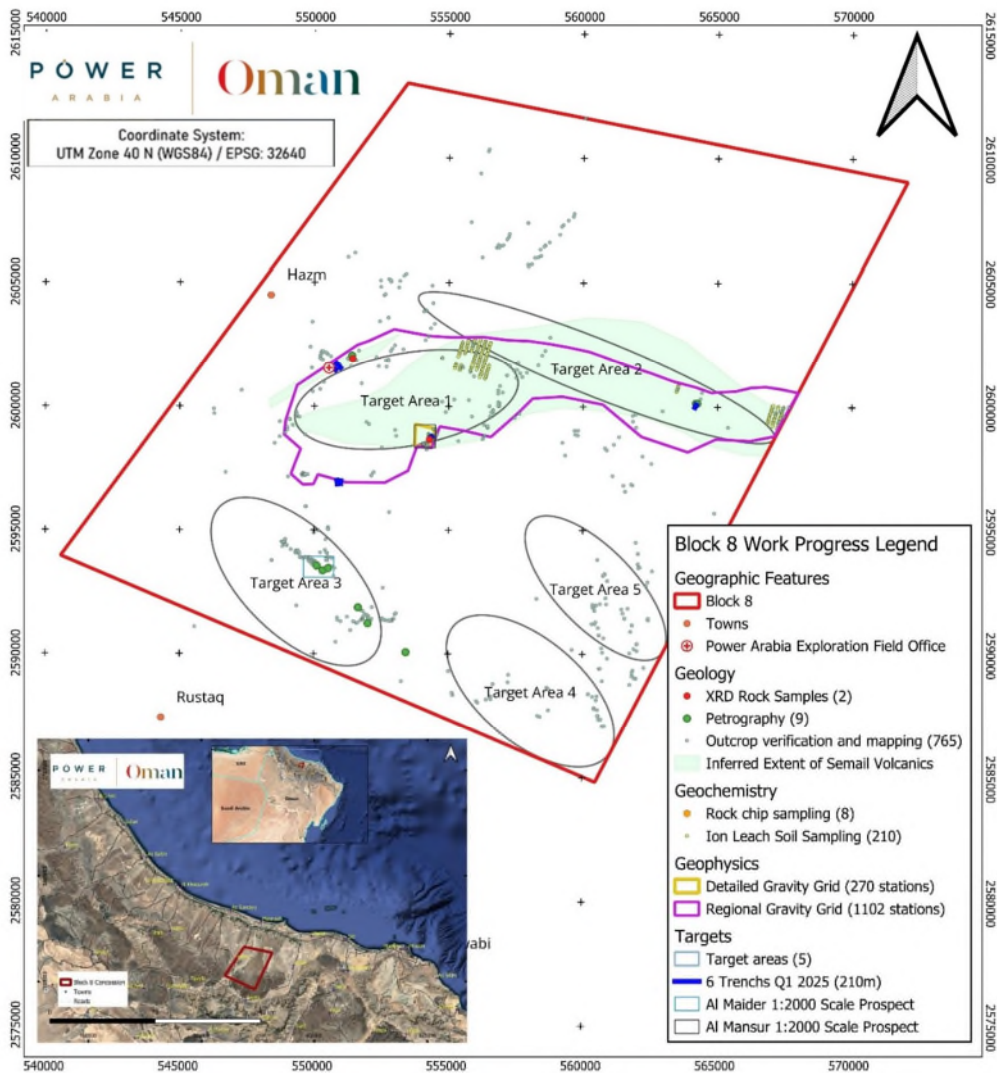 540000 545000 550000 555000 560000 565000 570000
2615000
2615000
POWER
ARABIA
Oman
Coordinate System:
UTM Zone 40 N (WGS84) / EPSG: 32640
2610000
2610000
Hazm
2605000
2605000
Target Area 2
Target Area 1
2600000
2600000
2595000
2595000
Target Area 3
Target Area 5
2590000
2590000
Target Area 4
Rustaq
2585000
2585000
2580000
2580000
2575000
2575000
Block 8 Work Progress Legend
Geographic Features
Block 8
Towns
Power Arabia Exploration Field Office
Geology
XRD Rock Samples (2)
Petrography (9)
Outcrop verification and mapping (765)
Inferred Extent of Semail Volcanics
Geochemistry
Rock chip sampling (8)
Ion Leach Soil Sampling (210)
Geophysics
Detailed Gravity Grid (270 stations)
Regional Gravity Grid (1102 stations)
Targets
Target areas (5)
6 Trenchs Q1 2025 (210m)
Al Maider 1:2000 Scale Prospect
Al Mansur 1:2000 Scale Prospect
POWER
ARABIA
Oman
Saudi Arabia
Oman
abi
Block 8 Concession
Towns
Roads
540000 545000 550000 555000 560000 565000 570000